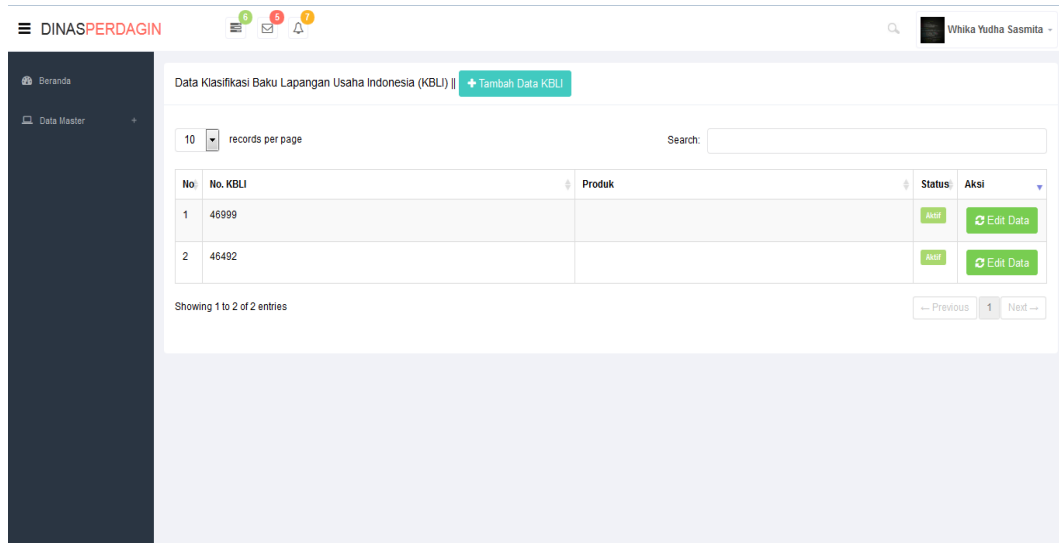 DINASPERDAGIN 6 5 7 Whika Yudha Sasmita
Beranda
Data Master +
Data Klasifikasi Baku Lapangan Usaha Indonesia (KBLI) || + Tambah Data KBLI
10 records per page Search:
No No. KBLI Produk Status Aksi
1 46999 Aktif Edit Data
2 46492 Aktif Edit Data
Showing 1 to 2 of 2 entries ← Previous 1 Next →